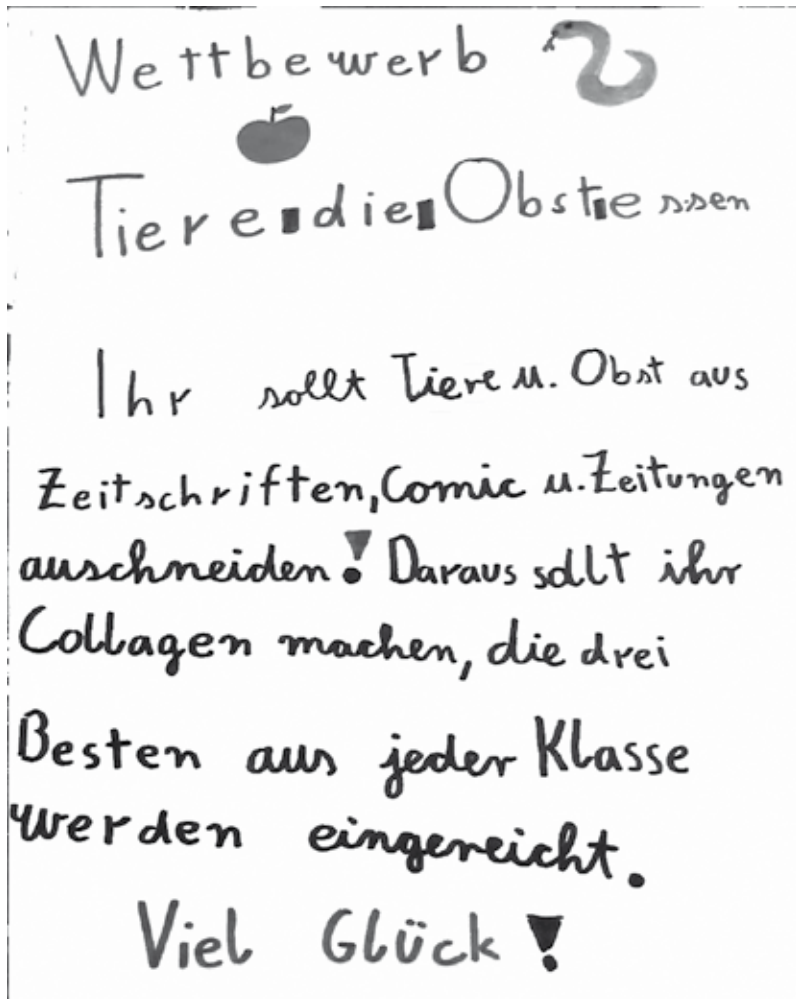 Wettbewerb
Tiere die Obst essen
Ihr sollt Tiere u. Obst aus
Zeitschriften, Comic u. Zeitungen
auschneiden! Daraus sollt ihr
Collagen machen, die drei
Besten aus jeder Klasse
werden eingereicht.
Viel Glück!